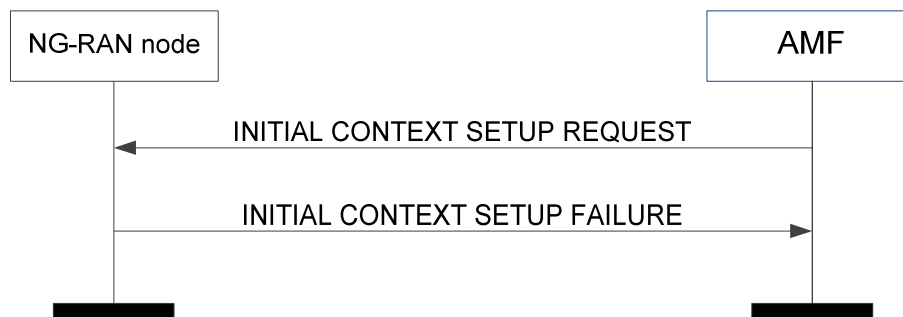 NG-RAN node
AMF
INITIAL CONTEXT SETUP REQUEST
INITIAL CONTEXT SETUP FAILURE